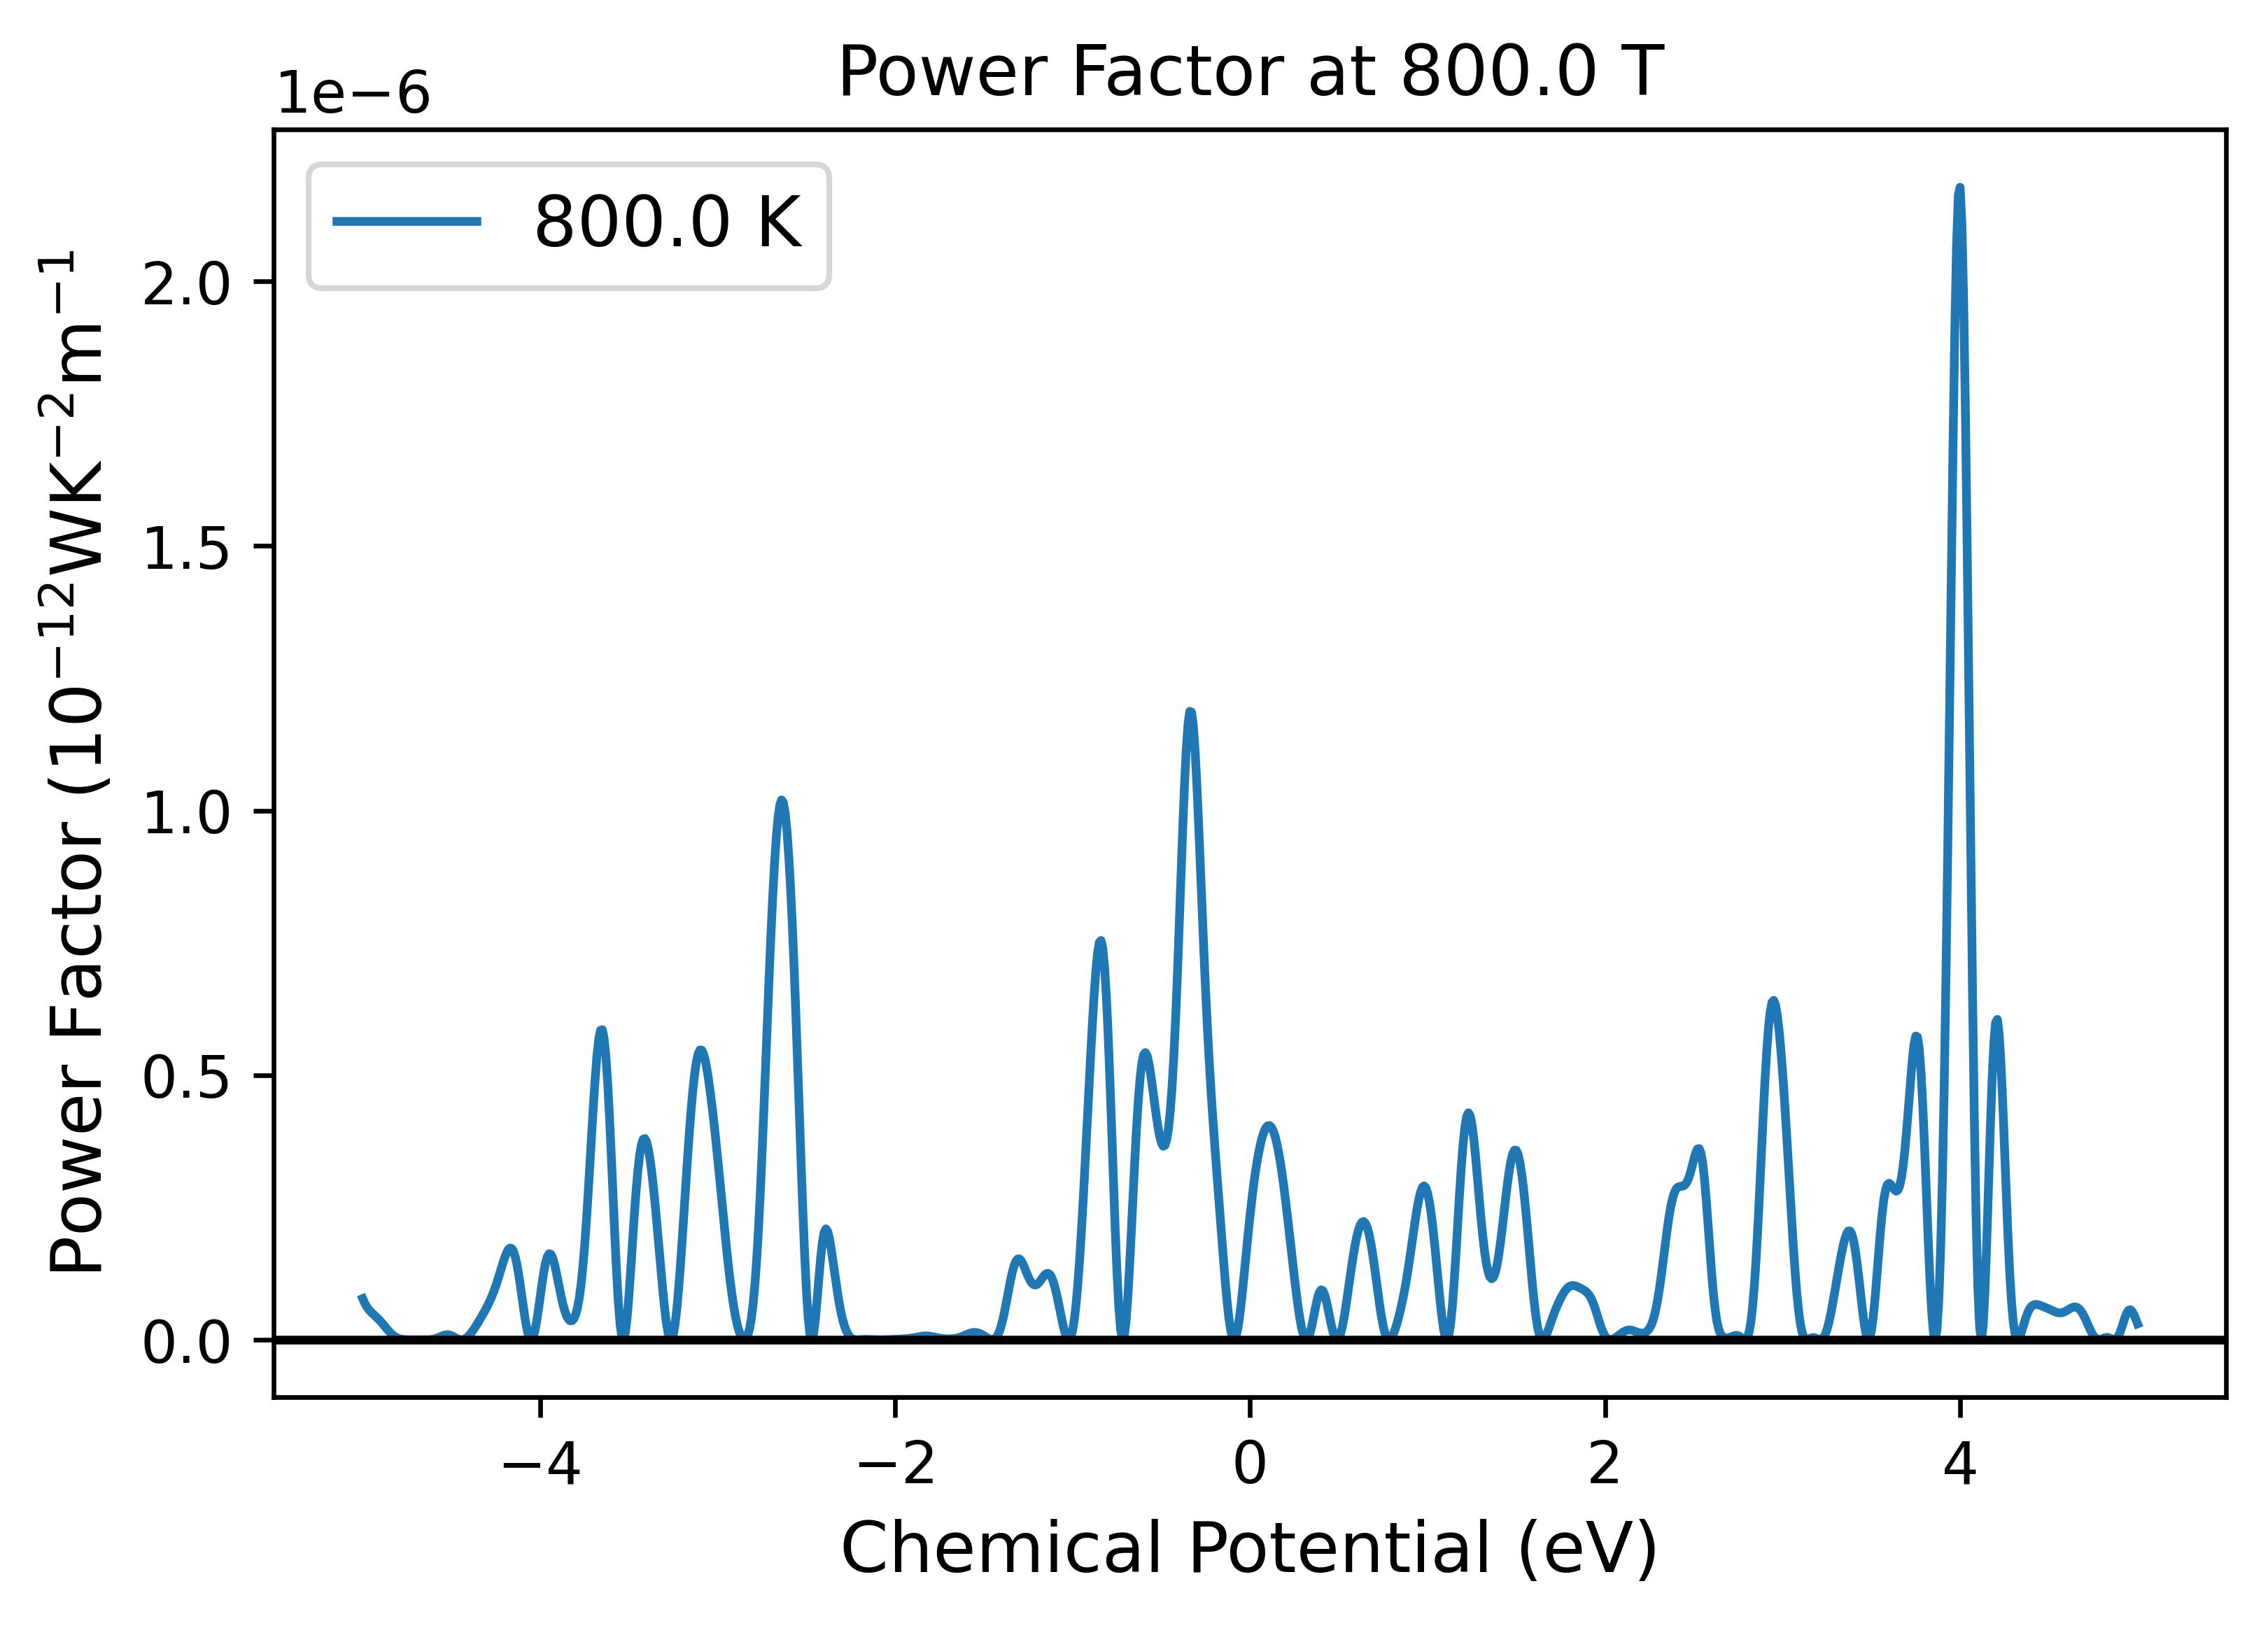 Power Factor at 800.0 T
1e−6
800.0 K
Power Factor (10⁻¹²WK⁻²m⁻¹
2.0
1.5
1.0
0.5
0.0
−4 −2 0 2 4
Chemical Potential (eV)